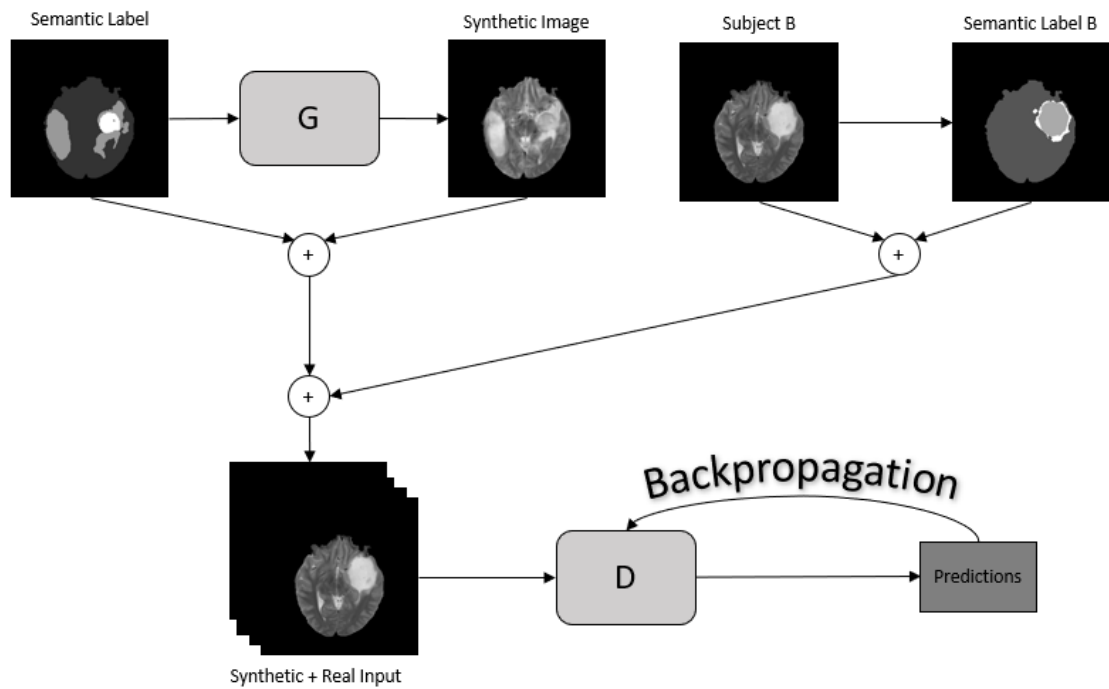 Semantic Label
Synthetic Image
Subject B
Semantic Label B
G
+
+
+
Backpropagation
D
Predictions
Synthetic + Real Input